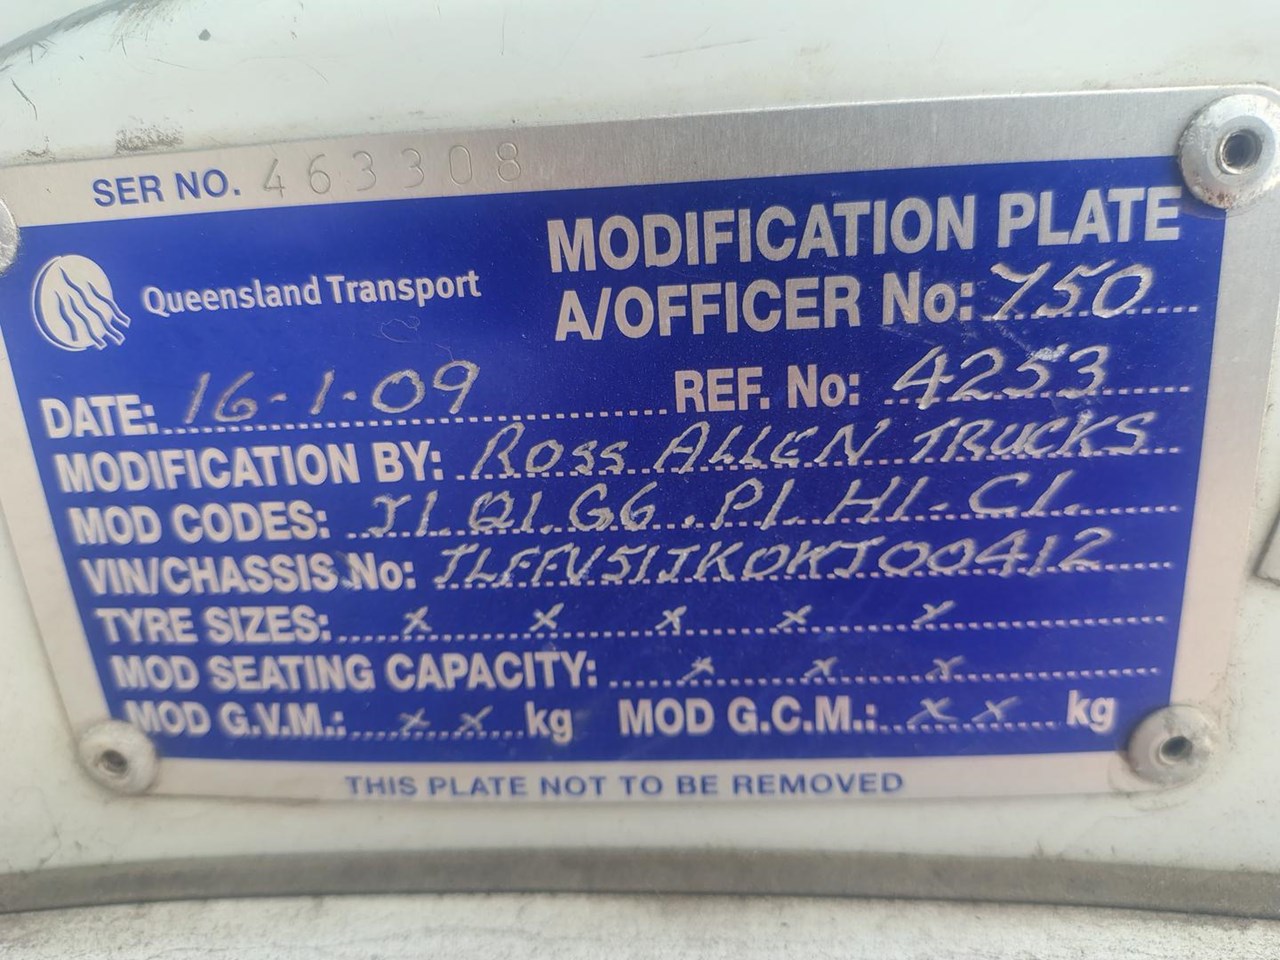 SER NO. 463308
Queensland Transport
MODIFICATION PLATE
A/OFFICER No: 750
DATE: 16-1-09 REF. No: 4253
MODIFICATION BY: ROSS ALLEN TRUCKS
MOD CODES: J1.Q1.G6.P1.H1-C1.
VIN/CHASSIS No: JLFFV51JK0KJ00412
TYRE SIZES: x x x x x
MOD SEATING CAPACITY: x x x
MOD G.V.M.: x x kg MOD G.C.M.: x x kg
THIS PLATE NOT TO BE REMOVED